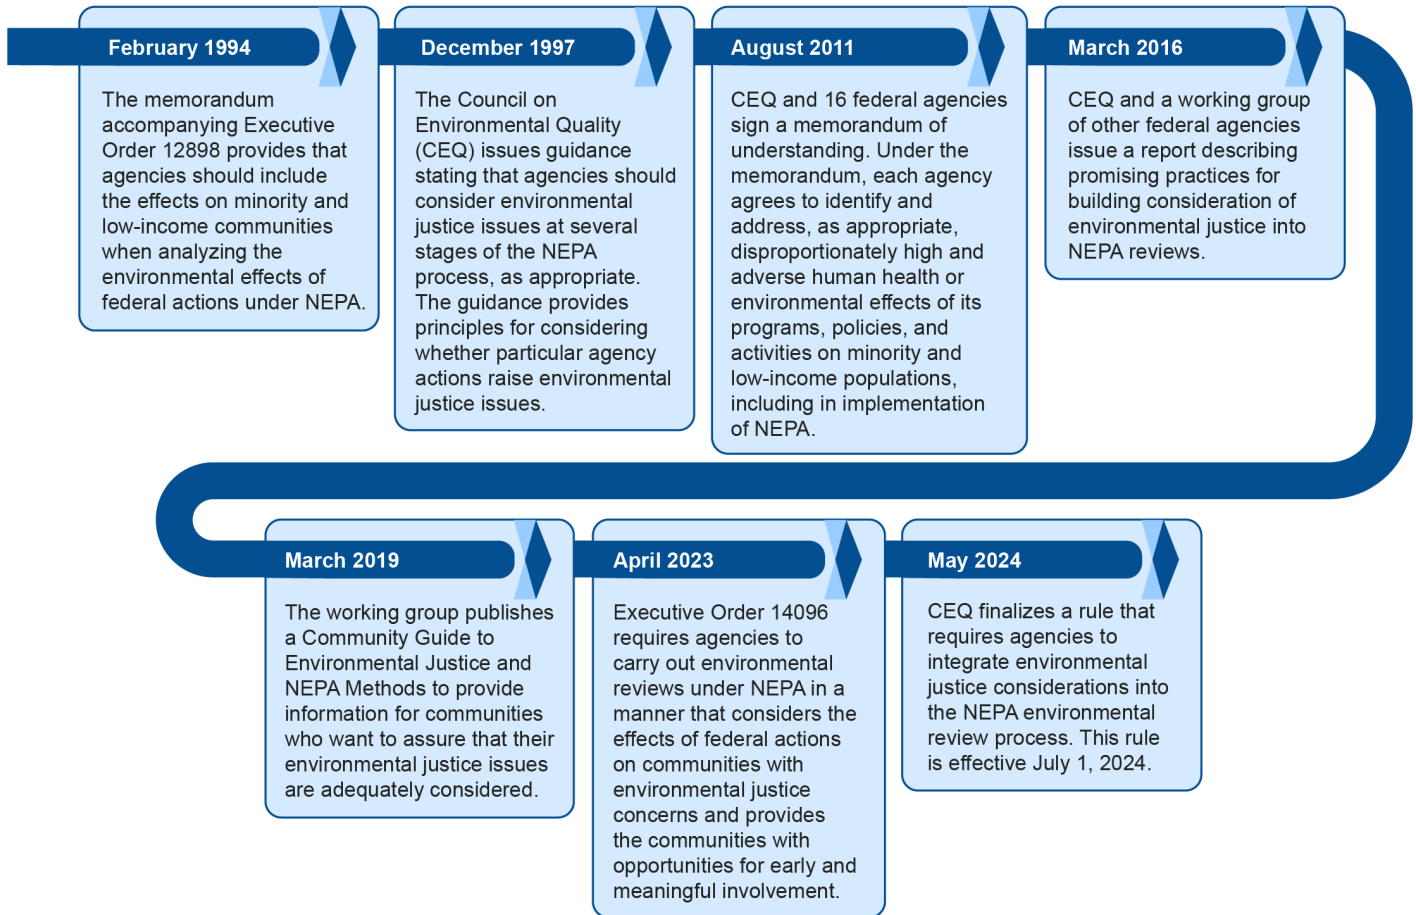 February 1994
The memorandum
accompanying Executive
Order 12898 provides that
agencies should include
the effects on minority and
low-income communities
when analyzing the
environmental effects of
federal actions under NEPA.
December 1997
The Council on
Environmental Quality
(CEQ) issues guidance
stating that agencies should
consider environmental
justice issues at several
stages of the NEPA
process, as appropriate.
The guidance provides
principles for considering
whether particular agency
actions raise environmental
justice issues.
August 2011
CEQ and 16 federal agencies
sign a memorandum of
understanding. Under the
memorandum, each agency
agrees to identify and
address, as appropriate,
disproportionately high and
adverse human health or
environmental effects of its
programs, policies, and
activities on minority and
low-income populations,
including in implementation
of NEPA.
March 2016
CEQ and a working group
of other federal agencies
issue a report describing
promising practices for
building consideration of
environmental justice into
NEPA reviews.
March 2019
The working group publishes
a Community Guide to
Environmental Justice and
NEPA Methods to provide
information for communities
who want to assure that their
environmental justice issues
are adequately considered.
April 2023
Executive Order 14096
requires agencies to
carry out environmental
reviews under NEPA in a
manner that considers the
effects of federal actions
on communities with
environmental justice
concerns and provides
the communities with
opportunities for early and
meaningful involvement.
May 2024
CEQ finalizes a rule that
requires agencies to
integrate environmental
justice considerations into
the NEPA environmental
review process. This rule
is effective July 1, 2024.